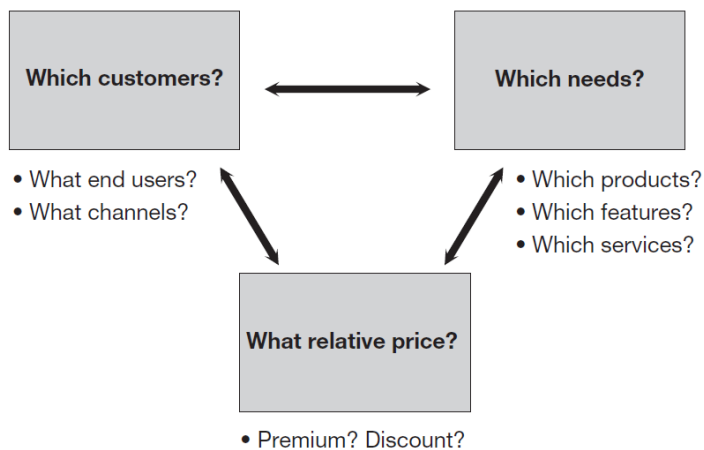 Which customers?
Which needs?
• What end users?
• What channels?
• Which products?
• Which features?
• Which services?
What relative price?
• Premium? Discount?